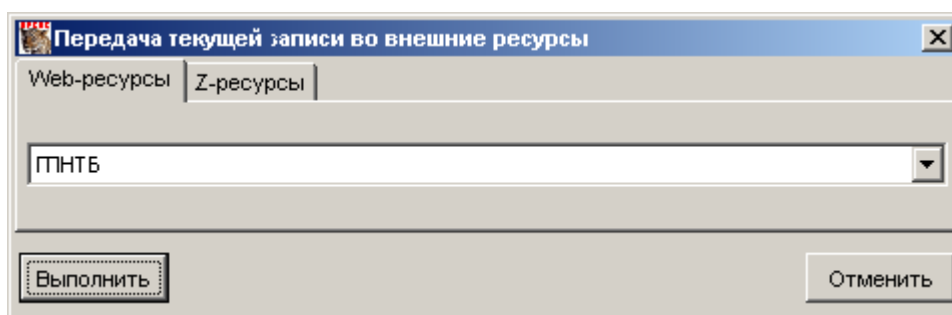 Передача текущей записи во внешние ресурсы
Web-ресурсы Z-ресурсы
ГПНТБ
Выполнить Отменить